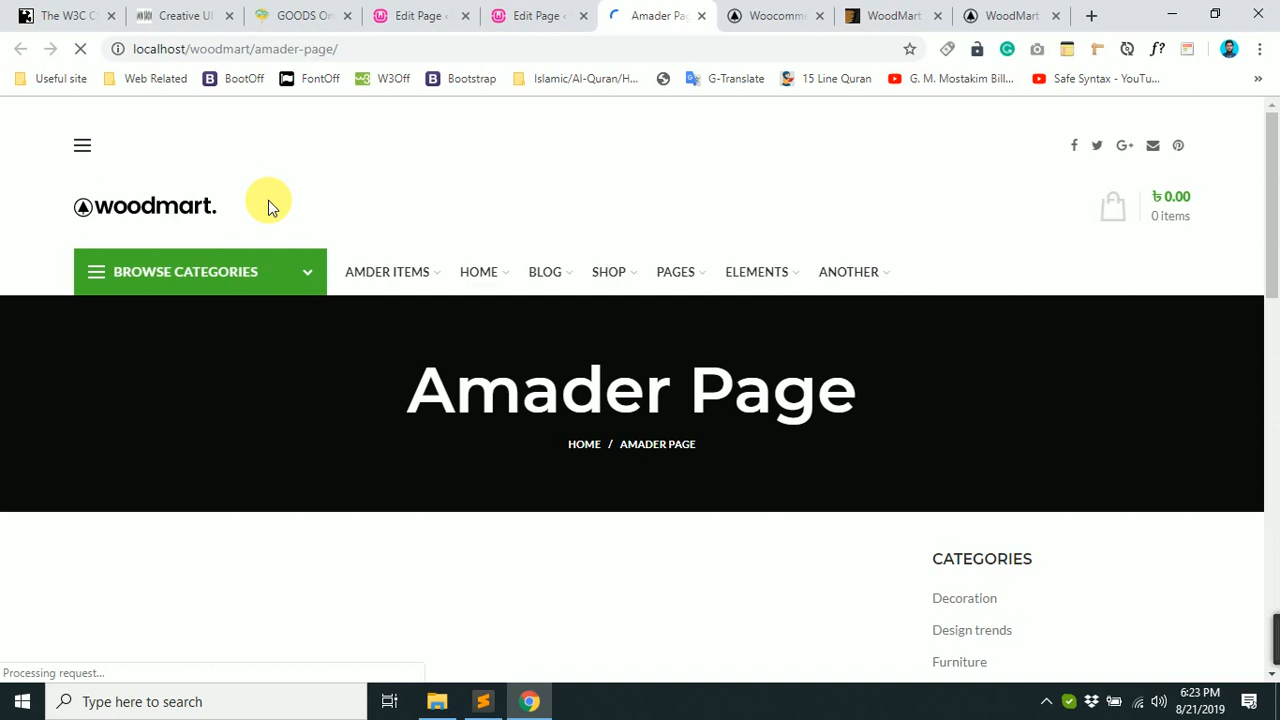 The W3C C
Creative UI
GOODS On
Edit Page ‹
Edit Page ‹
Amader Pag
Woocomm
WoodMart
WoodMart
localhost/woodmart/amader-page/
Useful site
Web Related
BootOff
FontOff
W3Off
Bootstrap
Islamic/Al-Quran/H...
G-Translate
15 Line Quran
G. M. Mostakim Bill...
Safe Syntax - YouTu...
»
woodmart.
৳ 0.00
0 items
BROWSE CATEGORIES
AMDER ITEMS
HOME
BLOG
SHOP
PAGES
ELEMENTS
ANOTHER
Amader Page
HOME / AMADER PAGE
CATEGORIES
Decoration
Design trends
Furniture
Processing request...
Type here to search
6:23 PM
8/21/2019